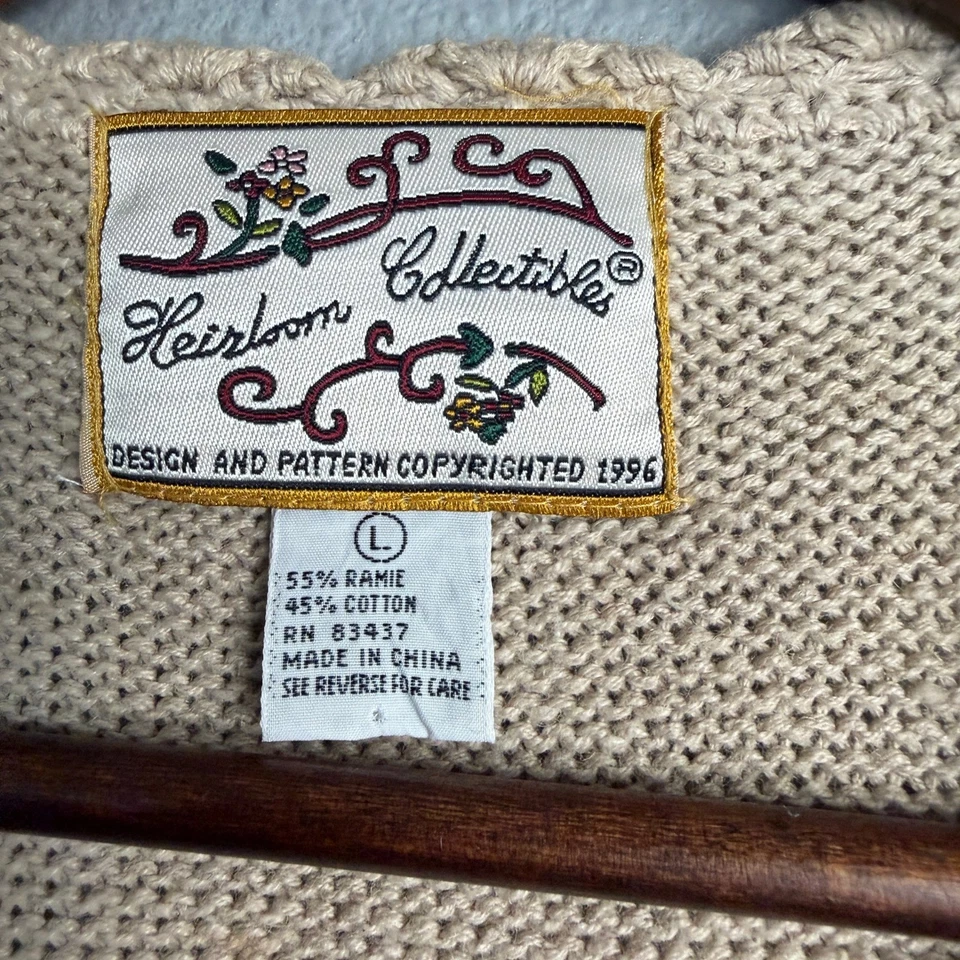 Heirloom Collectibles®
DESIGN AND PATTERN COPYRIGHTED 1996
L
55% RAMIE
45% COTTON
RN 83437
MADE IN CHINA
SEE REVERSE FOR CARE